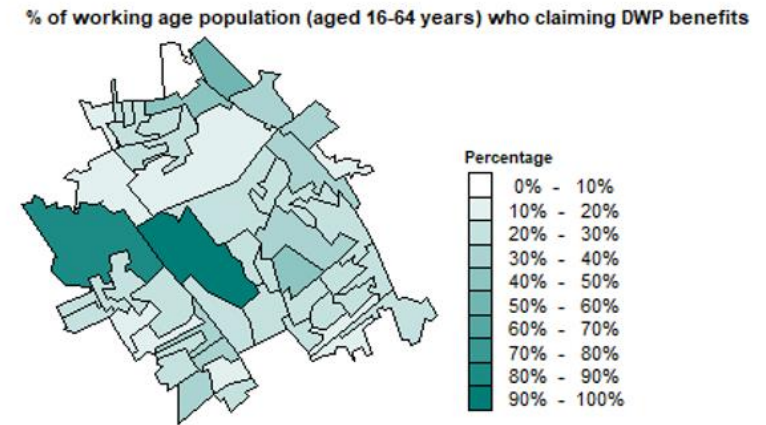 % of working age population (aged 16-64 years) who claiming DWP benefits
Percentage
0% - 10%
10% - 20%
20% - 30%
30% - 40%
40% - 50%
50% - 60%
60% - 70%
70% - 80%
80% - 90%
90% - 100%